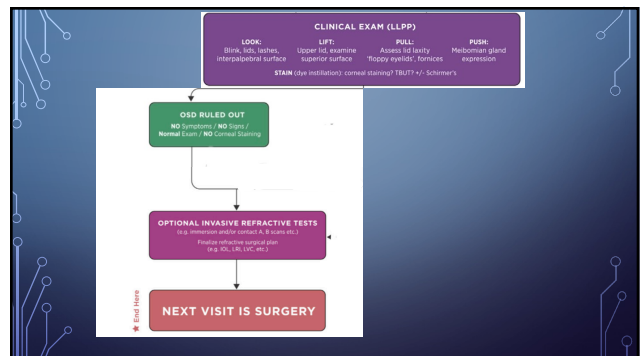 CLINICAL EXAM (LLPP)
LOOK:
Blink, lids, lashes,
interpalpebral surface
LIFT:
Upper lid, examine
superior surface
PULL:
Assess lid laxity
'floppy eyelids', fornices
PUSH:
Meibomian gland
expression
STAIN (dye instillation): corneal staining? TBUT? +/- Schirmer's
OSD RULED OUT
NO Symptoms / NO Signs /
Normal Exam / NO Corneal Staining
OPTIONAL INVASIVE REFRACTIVE TESTS
(e.g. immersion and/or contact A, B scans etc.)
Finalize refractive surgical plan
(e.g. IOL, LRI, LVC, etc.)
NEXT VISIT IS SURGERY
★ End Here